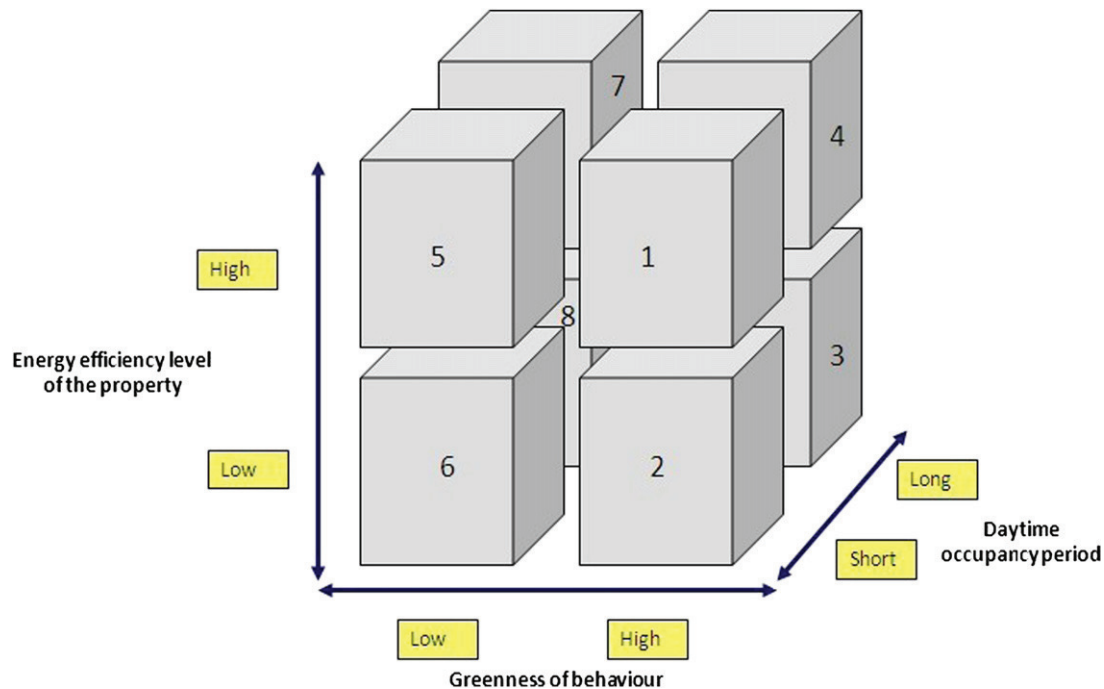 7
4
5
1
High
8
Energy efficiency level
of the property
3
Low
6
2
Long
Daytime
occupancy period
Short
Low
High
Greenness of behaviour